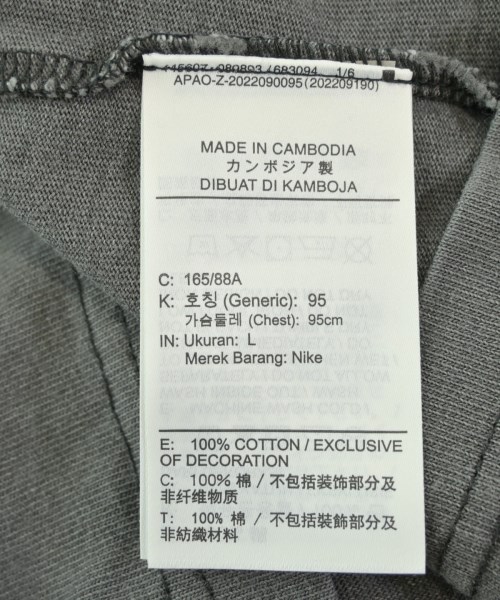 683094 1/6
APAO-Z-2022090095 (202209190)
MADE IN CAMBODIA
カンボジア製
DIBUAT DI KAMBOJA
C: 165/88A
K: 호칭 (Generic): 95
가슴둘레 (Chest): 95cm
IN: Ukuran: L
Merek Barang: Nike
E: 100% COTTON / EXCLUSIVE
OF DECORATION
C: 100% 棉 / 不包括装饰部分及
非纤维物质
T: 100% 棉 / 不包括裝飾部分及
非紡織材料